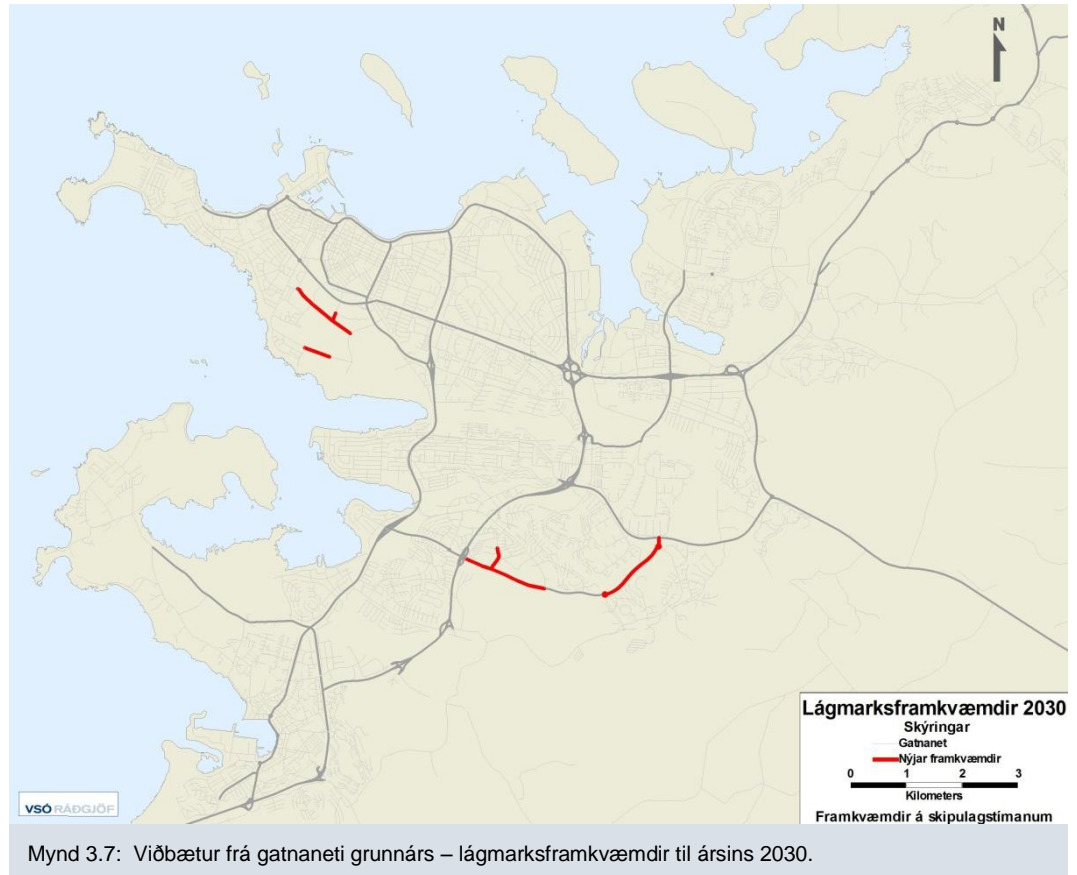 N
Lágmarksframkvæmdir 2030
Skýringar
Gatnanet
Nýjar framkvæmdir
0 1 2 3
Kilometers
Framkvæmdir á skipulagstímanum
VSÓ RÁÐGJÖF
Mynd 3.7: Viðbætur frá gatnaneti grunnárs – lágmarksframkvæmdir til ársins 2030.